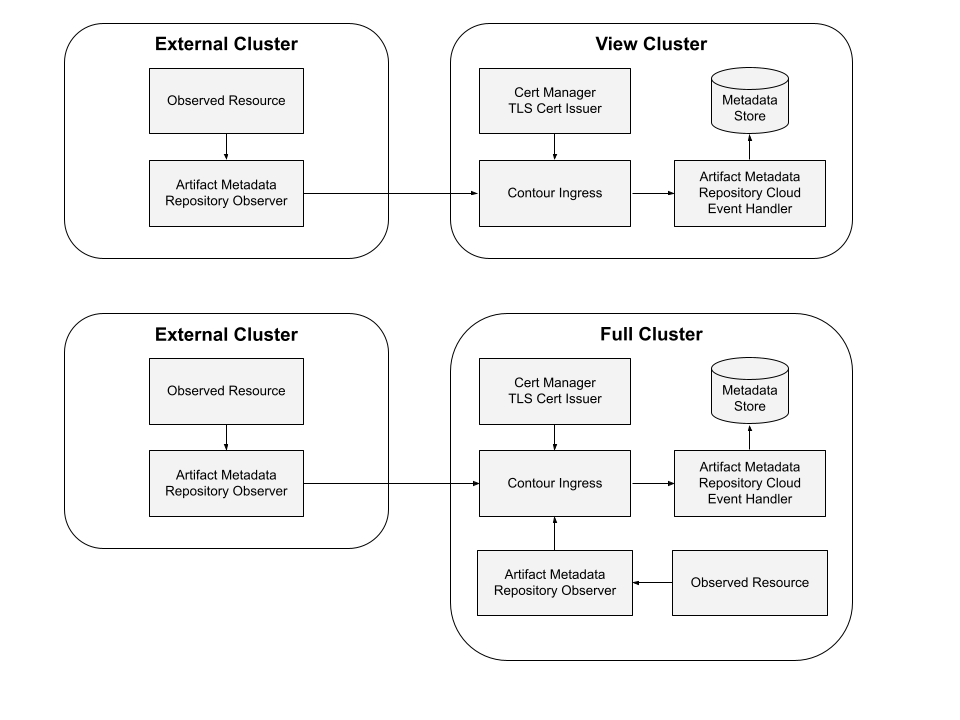 External Cluster
Observed Resource
Artifact Metadata
Repository Observer
View Cluster
Cert Manager
TLS Cert Issuer
Metadata
Store
Contour Ingress
Artifact Metadata
Repository Cloud
Event Handler
External Cluster
Observed Resource
Artifact Metadata
Repository Observer
Full Cluster
Cert Manager
TLS Cert Issuer
Metadata
Store
Contour Ingress
Artifact Metadata
Repository Cloud
Event Handler
Artifact Metadata
Repository Observer
Observed Resource